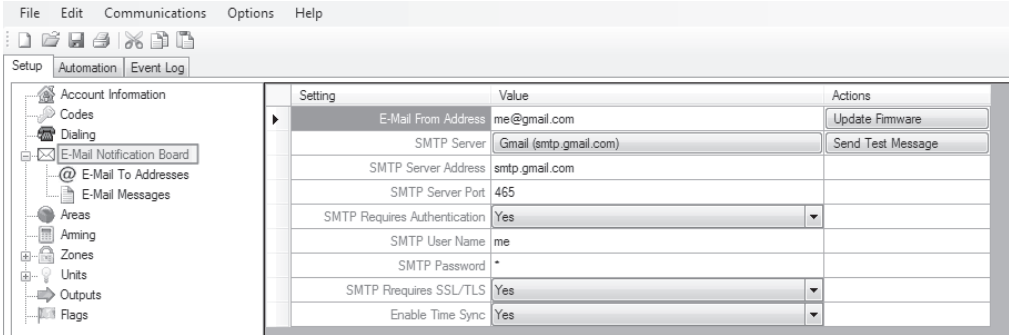 File Edit Communications Options Help
Setup Automation Event Log
Account Information
Codes
Dialing
E-Mail Notification Board
@ E-Mail To Addresses
E-Mail Messages
Areas
Arming
Zones
Units
Outputs
Flags
Setting Value Actions
E-Mail From Address me@gmail.com Update Firmware
SMTP Server Gmail (smtp.gmail.com) Send Test Message
SMTP Server Address smtp.gmail.com
SMTP Server Port 465
SMTP Requires Authentication Yes
SMTP User Name me
SMTP Password *
SMTP Rrequires SSL/TLS Yes
Enable Time Sync Yes